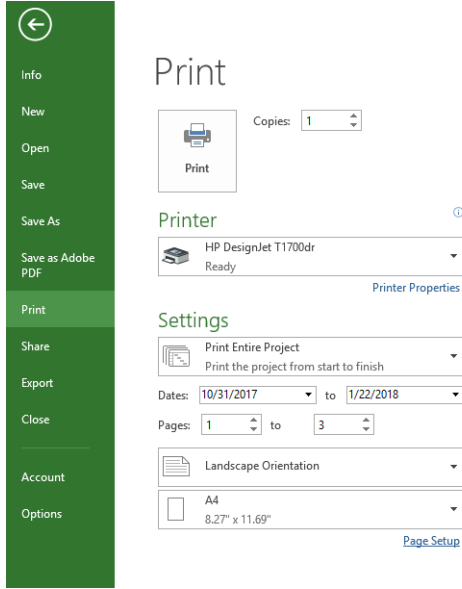 Info
New
Open
Save
Save As
Save as Adobe
PDF
Print
Share
Export
Close
Account
Options
Print
Print
Copies: 1
Printer
HP DesignJet T1700dr
Ready
Printer Properties
Settings
Print Entire Project
Print the project from start to finish
Dates: 10/31/2017 to 1/22/2018
Pages: 1 to 3
Landscape Orientation
A4
8.27" x 11.69"
Page Setup